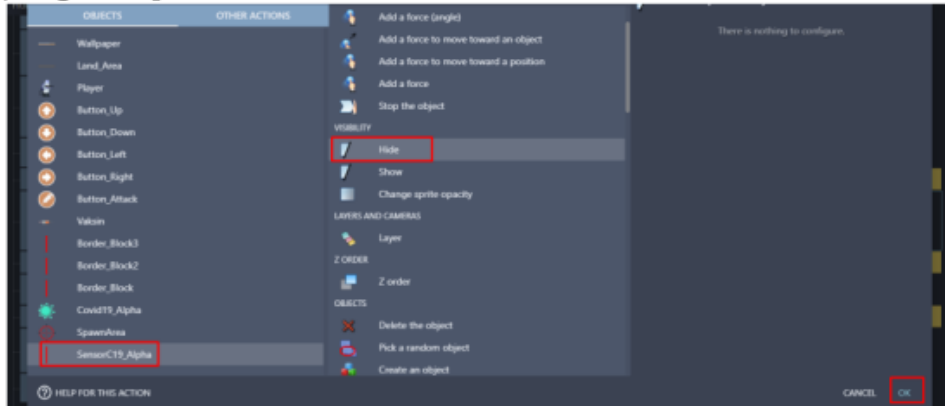 OBJECTS
OTHER ACTIONS
Wallpaper
Land_Area
Player
Button_Up
Button_Down
Button_Left
Button_Right
Button_Attack
Vaksin
Border_Block3
Border_Block2
Border_Block
Covid19_Alpha
SpawnArea
SensorC19_Alpha
HELP FOR THIS ACTION
Add a force (angle)
Add a force to move toward an object
Add a force to move toward a position
Add a force
Stop the object
VISIBILITY
Hide
Show
Change sprite opacity
LAYERS AND CAMERAS
Layer
Z ORDER
Z order
OBJECTS
Delete the object
Pick a random object
Create an object
There is nothing to configure.
CANCEL
OK